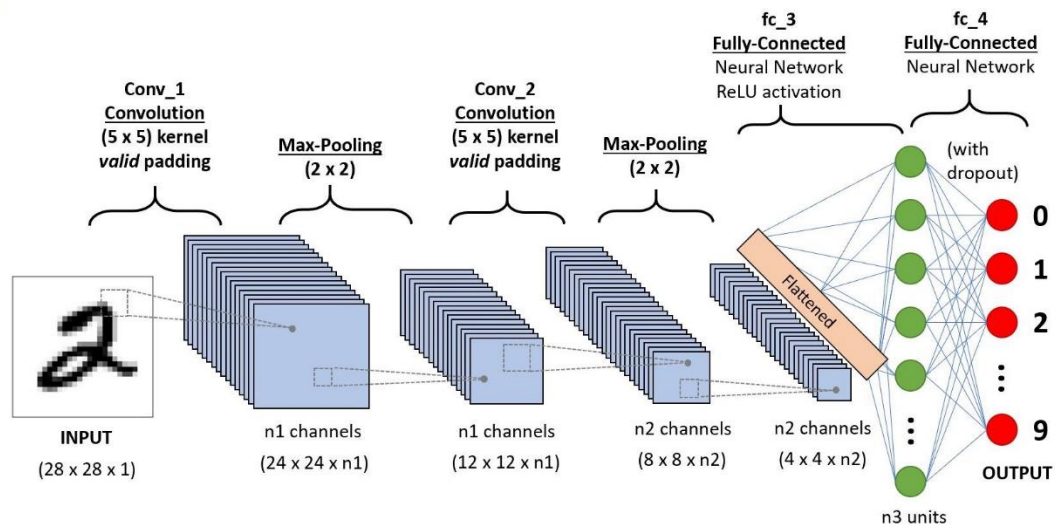 Conv_1
Convolution
(5 x 5) kernel
valid padding
Max-Pooling
(2 x 2)
Conv_2
Convolution
(5 x 5) kernel
valid padding
Max-Pooling
(2 x 2)
fc_3
Fully-Connected
Neural Network
ReLU activation
fc_4
Fully-Connected
Neural Network
(with
dropout)
Flattened
0
1
2
9
INPUT
(28 x 28 x 1)
n1 channels
(24 x 24 x n1)
n1 channels
(12 x 12 x n1)
n2 channels
(8 x 8 x n2)
n2 channels
(4 x 4 x n2)
n3 units
OUTPUT